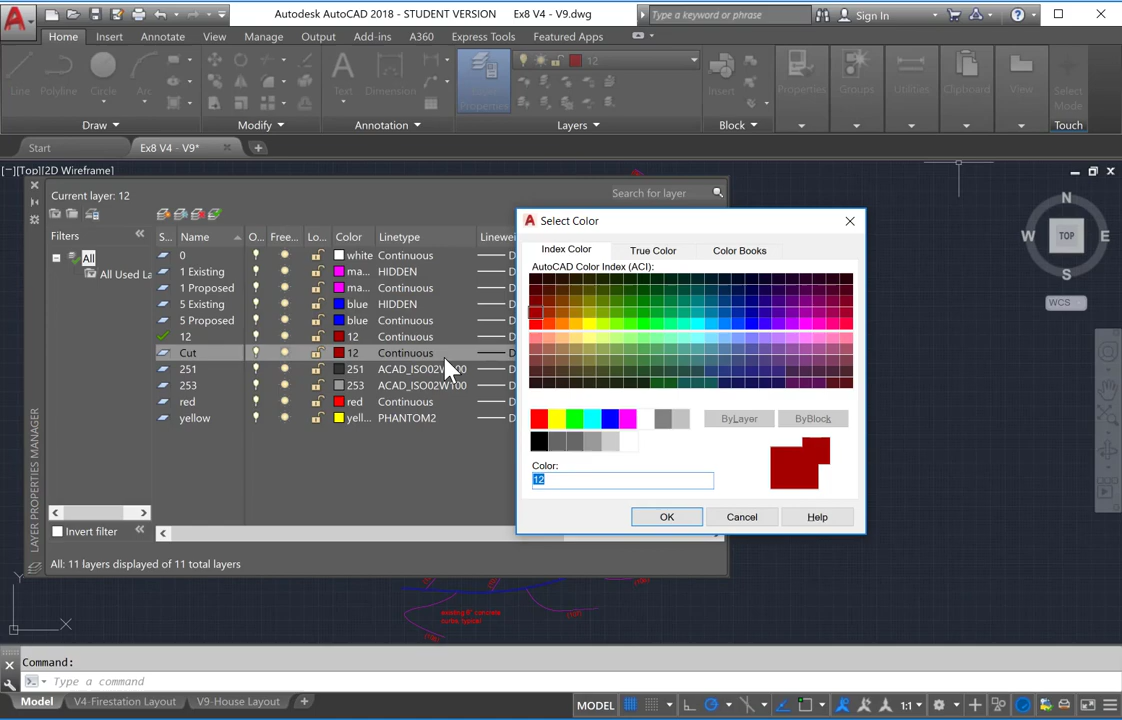 A
Autodesk AutoCAD 2018 - STUDENT VERSION Ex8 V4 - V9.dwg
Type a keyword or phrase
Sign In
Home Insert Annotate View Manage Output Add-ins A360 Express Tools Featured Apps
Line Polyline Circle Arc
Text Dimension
Layer Properties
12
Insert
Properties Groups Utilities Clipboard View
Select Mode
Draw Modify Annotation Layers Block Touch
Start Ex8 V4 - V9*
[−][Top][2D Wireframe]
Current layer: 12
Search for layer
Filters
All
All Used La
S... Name O... Free... Lo... Color Linetype Linewei
0 white Continuous D
1 Existing ma... HIDDEN D
1 Proposed ma... Continuous D
5 Existing blue HIDDEN D
5 Proposed blue Continuous D
12 12 Continuous D
Cut 12 Continuous D
251 251 ACAD_ISO02W100 D
253 253 ACAD_ISO02W100 D
red red Continuous D
yellow yell... PHANTOM2 D
Invert filter
All: 11 layers displayed of 11 total layers
LAYER PROPERTIES MANAGER
Select Color
Index Color True Color Color Books
AutoCAD Color Index (ACI):
ByLayer ByBlock
Color:
12
OK Cancel Help
N
W TOP E
S
WCS
existing 6" concrete
curbs, typical
Y
X
Command:
Type a command
Model V4-Firestation Layout V9-House Layout
MODEL 1:1